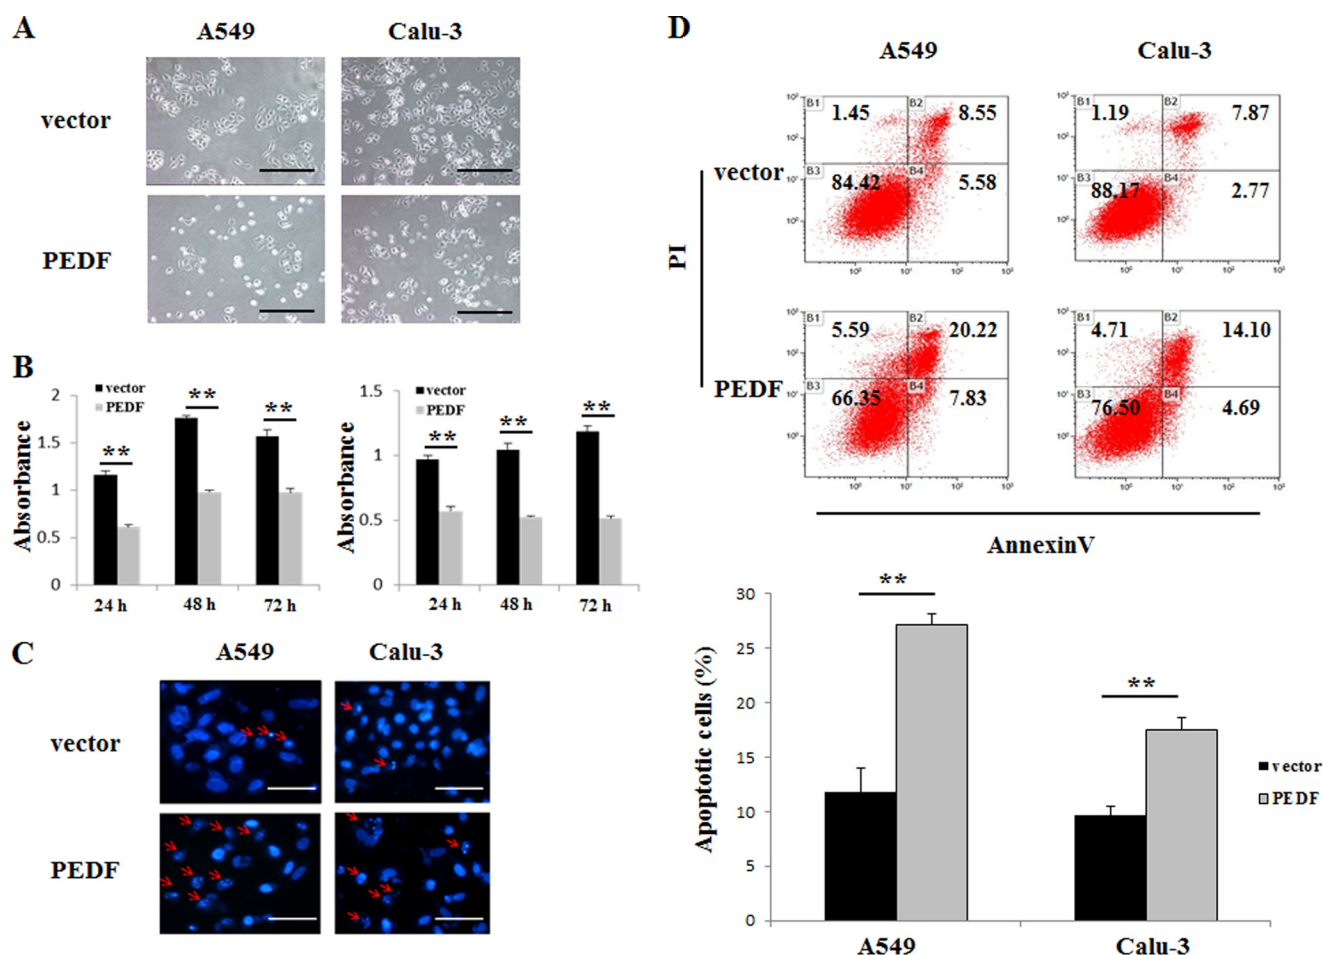 A
A549
Calu-3
vector
PEDF
B
vector
PEDF
Absorbance
2
1.5
1
0.5
0
**
**
**
24 h
48 h
72 h
vector
PEDF
Absorbance
1.5
1
0.5
0
**
**
**
24 h
48 h
72 h
C
A549
Calu-3
vector
PEDF
D
A549
Calu-3
vector
PEDF
PI
B1
1.45
B2
8.55
B3
84.42
B4
5.58
B1
1.19
B2
7.87
B3
88.17
B4
2.77
B1
5.59
B2
20.22
B3
66.35
B4
7.83
B1
4.71
B2
14.10
B3
76.50
B4
4.69
AnnexinV
Apoptotic cells (%)
30
25
20
15
10
5
0
**
**
A549
Calu-3
vector
PEDF